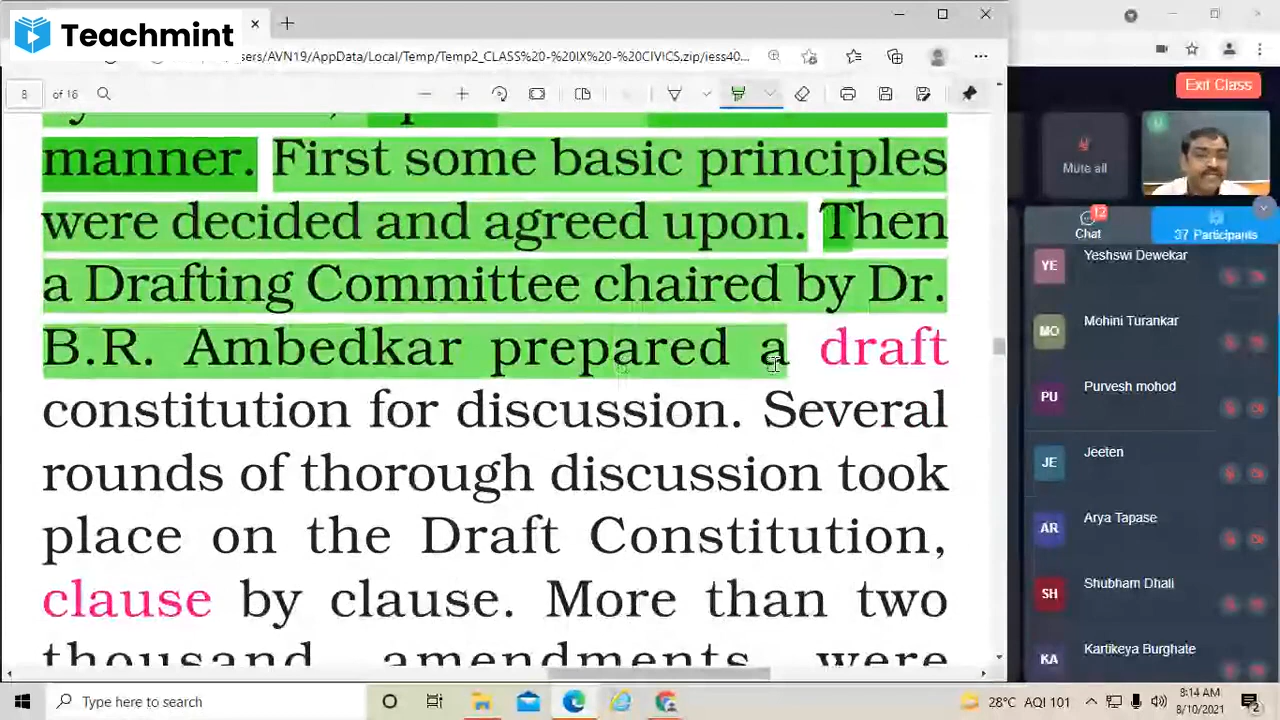 Teachmint
sers/AVN19/AppData/Local/Temp/Temp2_CLASS%20-%20IX%20-%20CIVICS.zip/iess40...
8 of 16
manner. First some basic principles
were decided and agreed upon. Then
a Drafting Committee chaired by Dr.
B.R. Ambedkar prepared a draft
constitution for discussion. Several
rounds of thorough discussion took
place on the Draft Constitution,
clause by clause. More than two
thousand amendments were
Exit Class
Mute all
12
Chat
37 Participants
YE Yeshwi Dewekar
MO Mohini Turankar
PU Purvesh mohod
JE Jeeten
AR Arya Tapase
SH Shubham Dhali
KA Kartikeya Burghate
Type here to search
28°C AQI 101
8:14 AM
8/10/2021
2